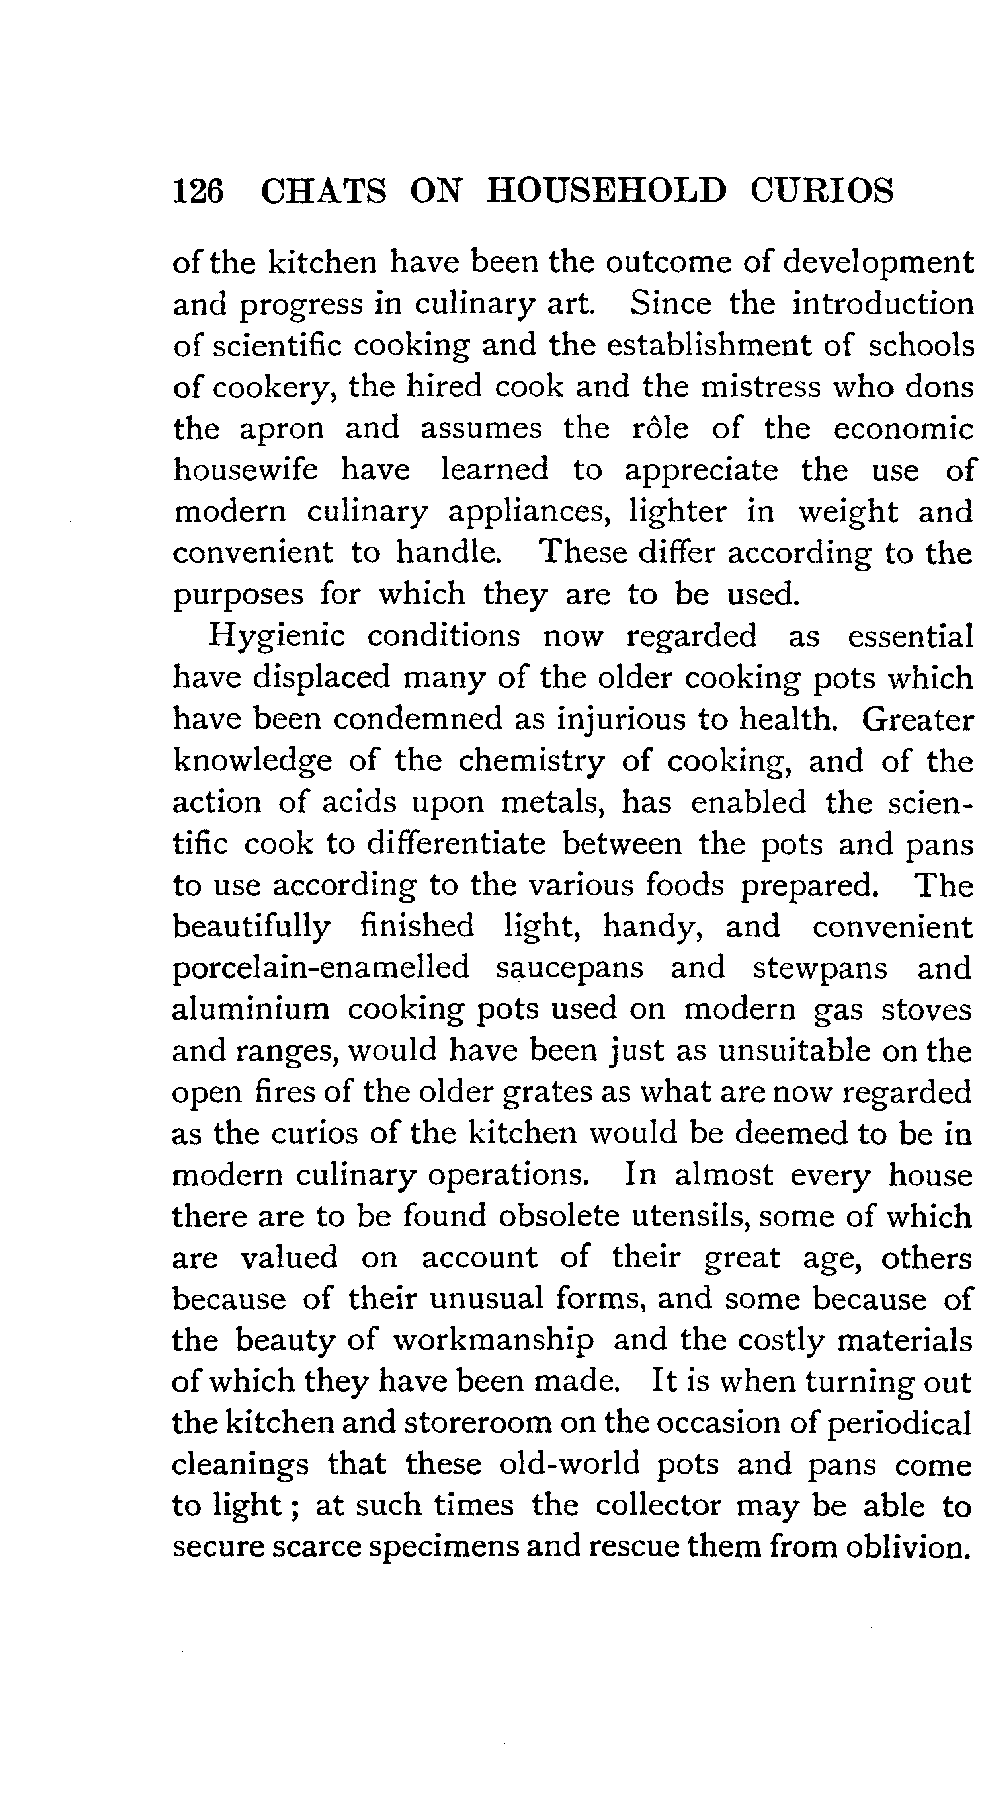 126 CHATS ON HOUSEHOLD CURIOS
of the kitchen have been the outcome of development
and progress in culinary art. Since the introduction
of scientific cooking and the establishment of schools
of cookery, the hired cook and the mistress who dons
the apron and assumes the rôle of the economic
housewife have learned to appreciate the use of
modern culinary appliances, lighter in weight and
convenient to handle. These differ according to the
purposes for which they are to be used.
Hygienic conditions now regarded as essential
have displaced many of the older cooking pots which
have been condemned as injurious to health. Greater
knowledge of the chemistry of cooking, and of the
action of acids upon metals, has enabled the scien-
tific cook to differentiate between the pots and pans
to use according to the various foods prepared. The
beautifully finished light, handy, and convenient
porcelain-enamelled saucepans and stewpans and
aluminium cooking pots used on modern gas stoves
and ranges, would have been just as unsuitable on the
open fires of the older grates as what are now regarded
as the curios of the kitchen would be deemed to be in
modern culinary operations. In almost every house
there are to be found obsolete utensils, some of which
are valued on account of their great age, others
because of their unusual forms, and some because of
the beauty of workmanship and the costly materials
of which they have been made. It is when turning out
the kitchen and storeroom on the occasion of periodical
cleanings that these old-world pots and pans come
to light ; at such times the collector may be able to
secure scarce specimens and rescue them from oblivion.